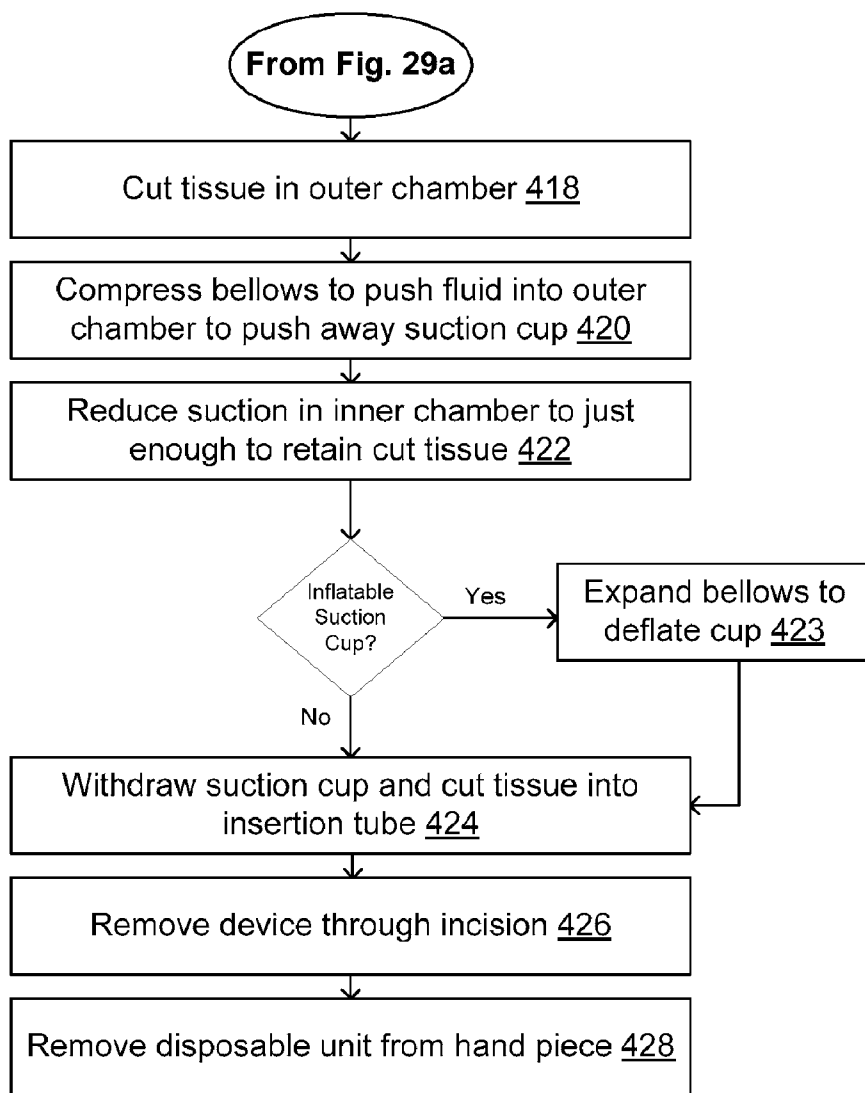 From Fig. 29a
Cut tissue in outer chamber 418
Compress bellows to push fluid into outer
chamber to push away suction cup 420
Reduce suction in inner chamber to just
enough to retain cut tissue 422
Inflatable
Suction
Cup?
Yes
Expand bellows to
deflate cup 423
No
Withdraw suction cup and cut tissue into
insertion tube 424
Remove device through incision 426
Remove disposable unit from hand piece 428